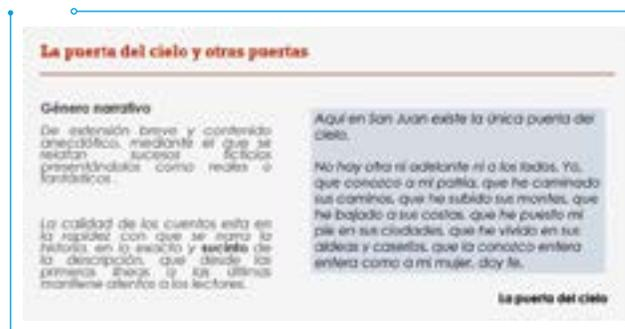 La puerta del cielo y otras puertas
Género narrativo
De extensión breve y contenido
anecdótico, mediante el que se
relatan sucesos ficticios
presentándolos como reales o
fantásticos.
La calidad de los cuentos esta en
la rapidez con que se narra la
historia, en lo exacto y sucinto de
la descripción, que desde las
primeras líneas a las últimas
mantiene atentos a los lectores.
Aquí en San Juan existe la única puerta del
cielo.
No hay otra ni adelante ni a los lados. Yo,
que conozco a mi patria, que he caminado
sus caminos, que he subido sus montes, que
he bajado a sus costas, que he puesto mi
pie en sus ciudades, que he vivido en sus
aldeas y caseríos, que la conozco entera
entera como a mi mujer, doy fe.
La puerta del cielo